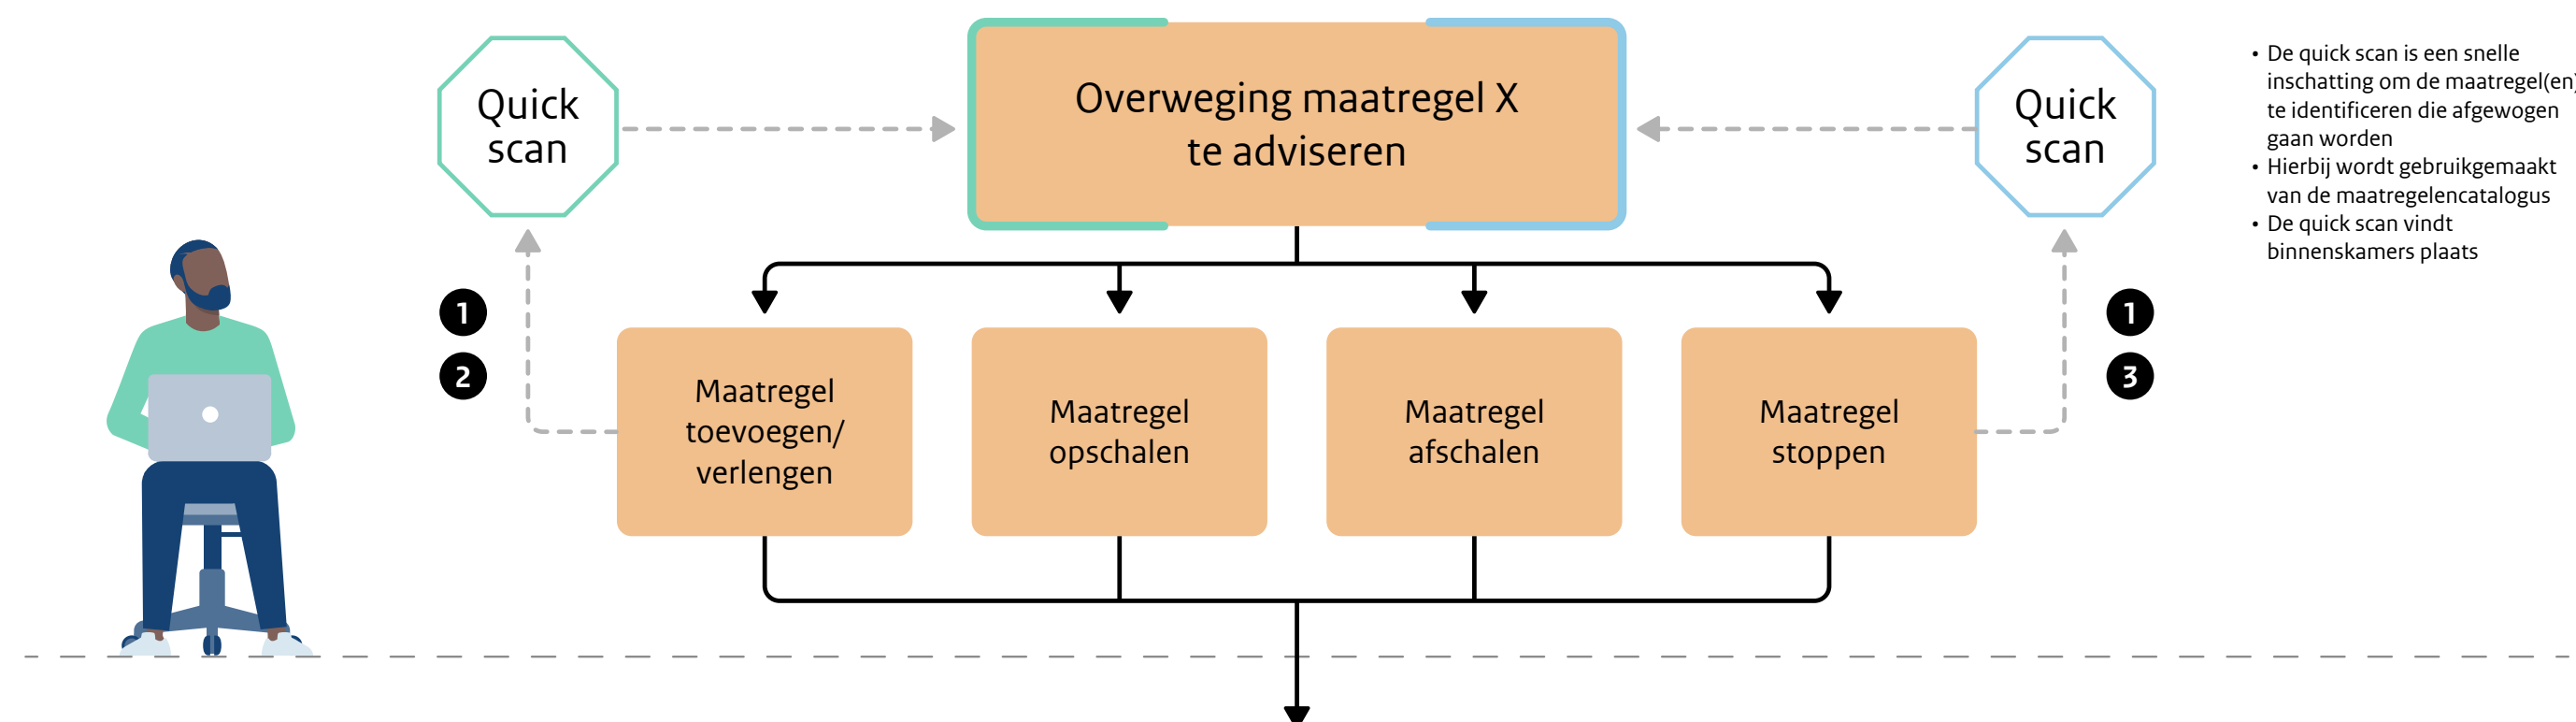 Quick
scan
Overweging maatregel X
te adviseren
Quick
scan
• De quick scan is een snelle
inschatting om de maatregel(en)
te identificeren die afgewogen
gaan worden
• Hierbij wordt gebruikgemaakt
van de maatregelencatalogus
• De quick scan vindt
binnenskamers plaats
1
2
1
3
Maatregel
toevoegen/
verlengen
Maatregel
opschalen
Maatregel
afschalen
Maatregel
stoppen